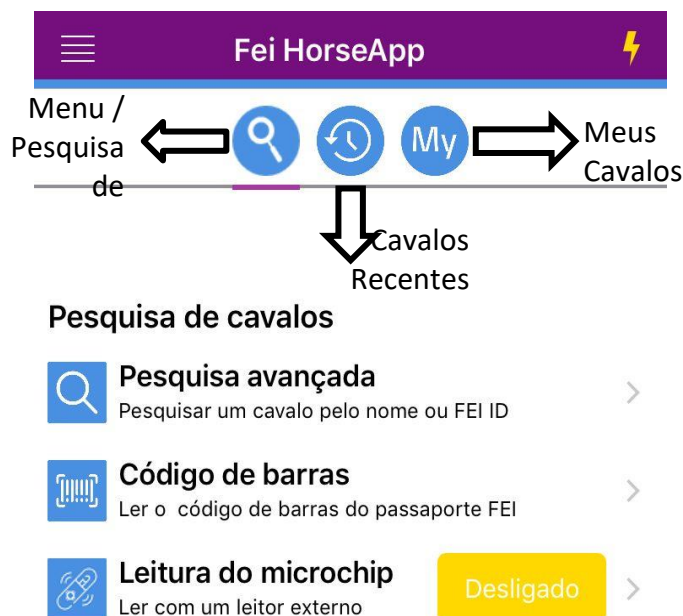 Fei HorseApp
Menu /
Pesquisa
de
My
Meus
Cavalos
Cavalos
Recentes
Pesquisa de cavalos
Pesquisa avançada
Pesquisar um cavalo pelo nome ou FEI ID
Código de barras
Ler o código de barras do passaporte FEI
Leitura do microchip
Ler com um leitor externo
Desligado